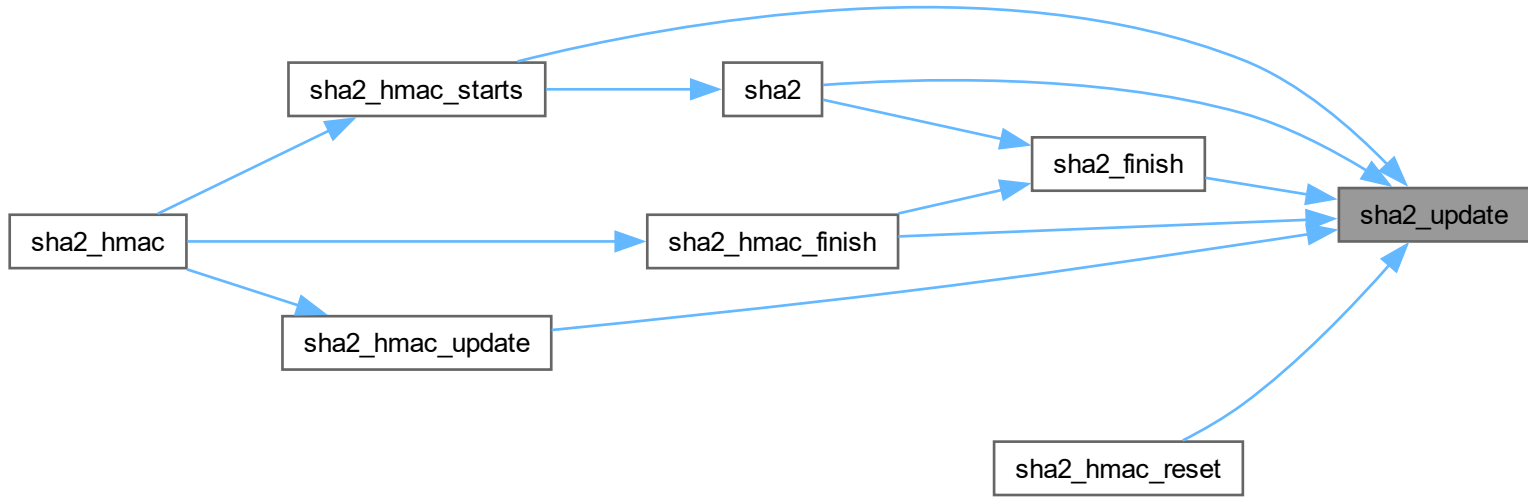 sha2_hmac_starts
sha2
sha2_finish
sha2_update
sha2_hmac
sha2_hmac_finish
sha2_hmac_update
sha2_hmac_reset